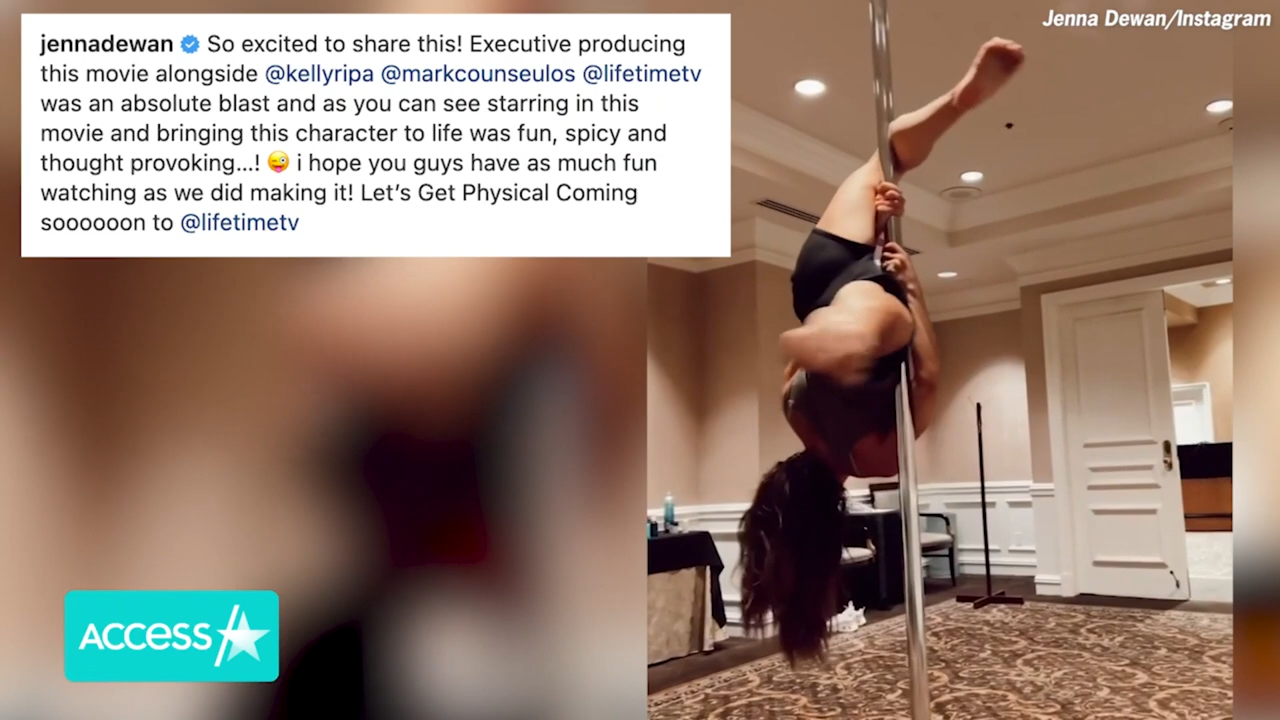 Jenna Dewan/Instagram
jennadewan So excited to share this! Executive producing
this movie alongside @kellyripa @markcounseulos @lifetimetv
was an absolute blast and as you can see starring in this
movie and bringing this character to life was fun, spicy and
thought provoking...! 😜 i hope you guys have as much fun
watching as we did making it! Let’s Get Physical Coming
soooooon to @lifetimetv
ACCESS